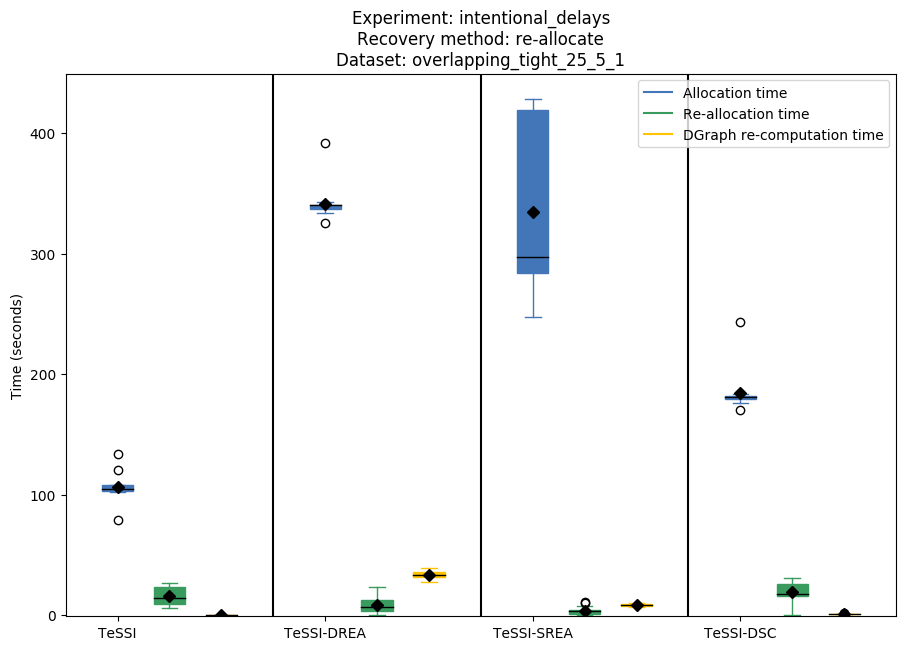 Experiment: intentional_delays
Recovery method: re-allocate
Dataset: overlapping_tight_25_5_1
Allocation time
Re-allocation time
DGraph re-computation time
Time (seconds)
400
300
200
100
0
TeSSI
TeSSI-DREA
TeSSI-SREA
TeSSI-DSC